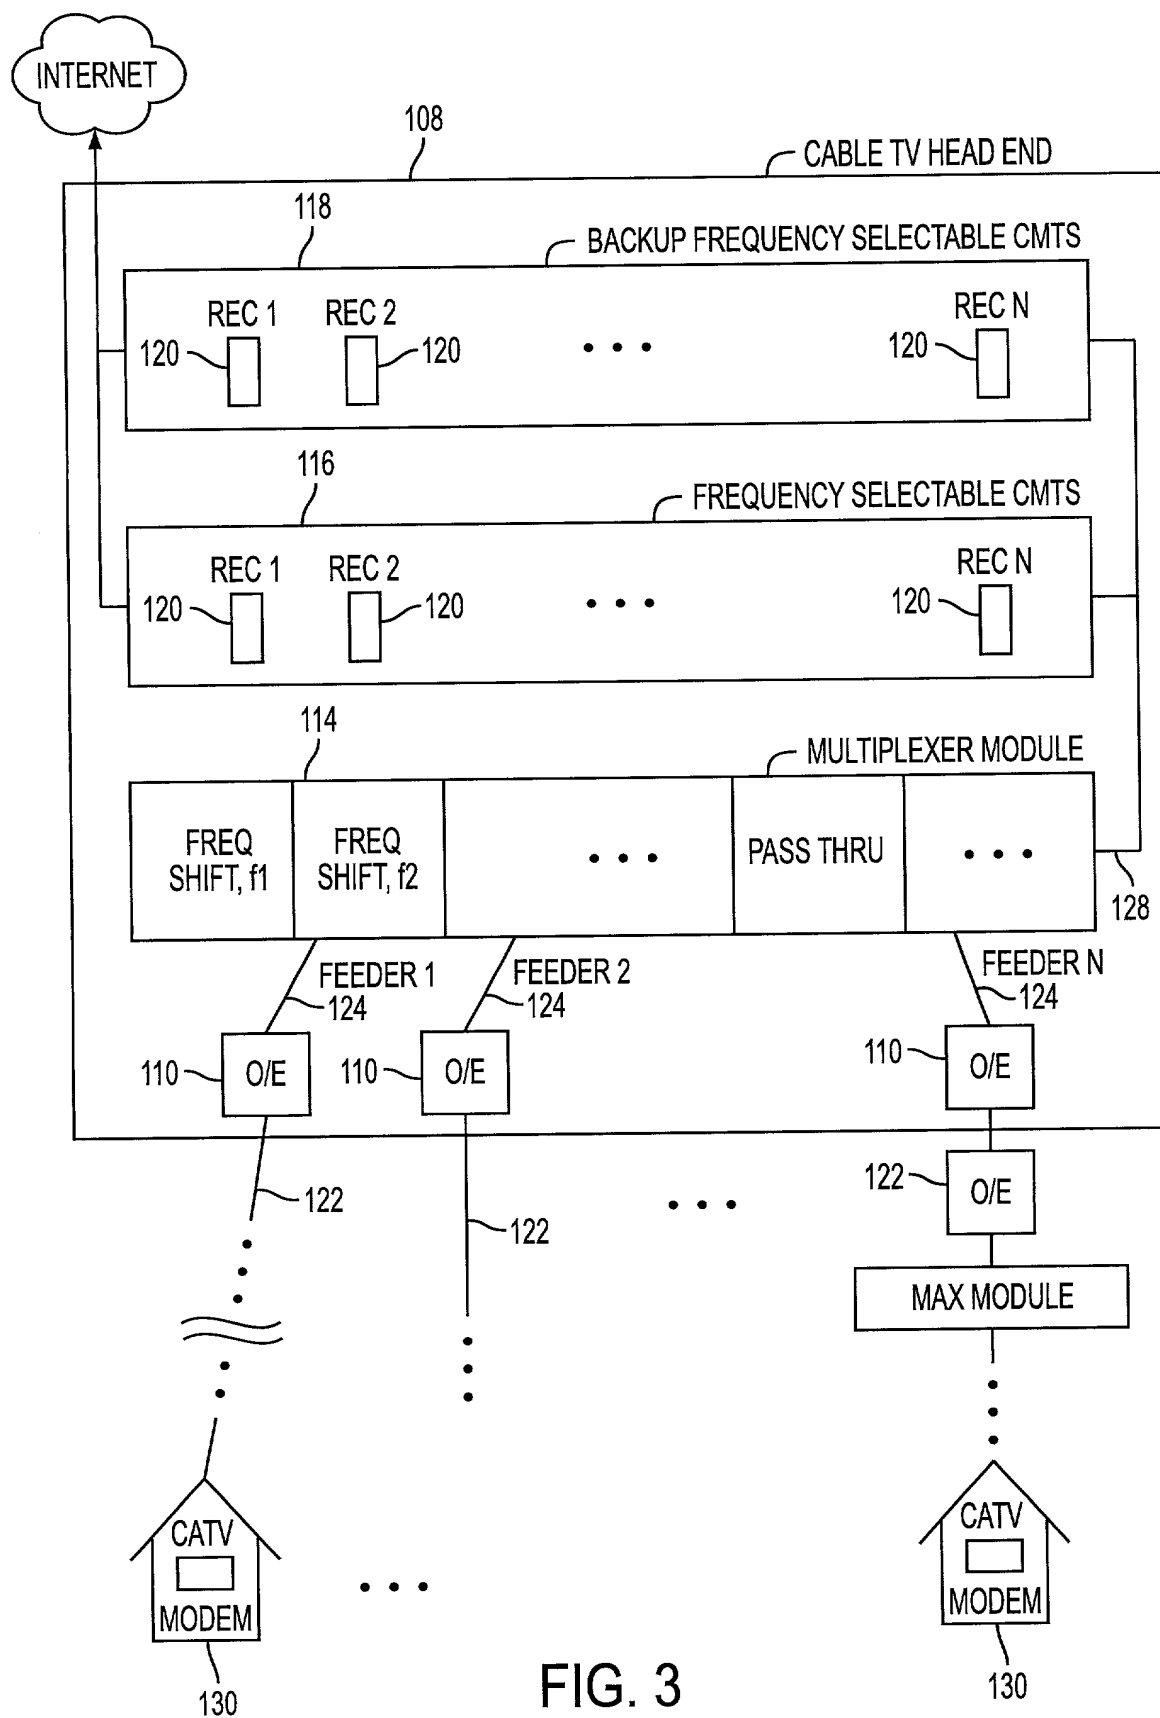 INTERNET
108
CABLE TV HEAD END
118
BACKUP FREQUENCY SELECTABLE CMTS
REC 1
REC 2
REC N
120
120
120
116
FREQUENCY SELECTABLE CMTS
REC 1
REC 2
REC N
120
120
120
114
MULTIPLEXER MODULE
FREQ
SHIFT, f1
FREQ
SHIFT, f2
PASS THRU
128
FEEDER 1
124
FEEDER 2
124
FEEDER N
124
110
O/E
110
O/E
110
O/E
122
122
122
O/E
MAX MODULE
CATV
MODEM
130
CATV
MODEM
130
FIG. 3